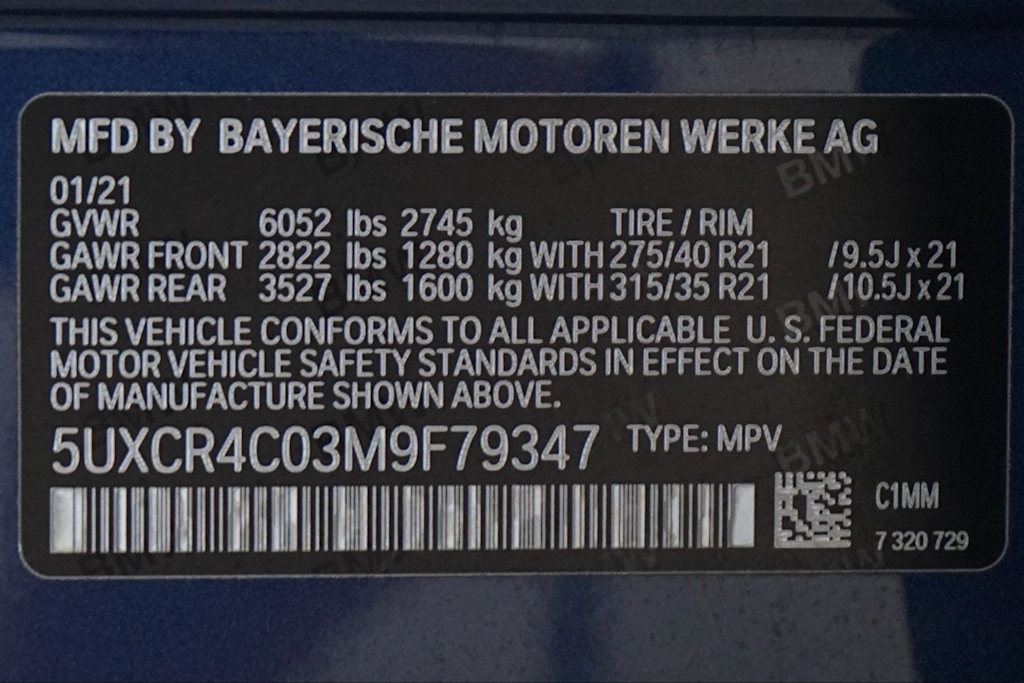 MFD BY BAYERISCHE MOTOREN WERKE AG
01/21
GVWR 6052 lbs 2745 kg TIRE / RIM
GAWR FRONT 2822 lbs 1280 kg WITH 275/40 R21 /9.5J x 21
GAWR REAR 3527 lbs 1600 kg WITH 315/35 R21 /10.5J x 21
THIS VEHICLE CONFORMS TO ALL APPLICABLE U. S. FEDERAL
MOTOR VEHICLE SAFETY STANDARDS IN EFFECT ON THE DATE
OF MANUFACTURE SHOWN ABOVE.
5UXCR4C03M9F79347 TYPE: MPV
C1MM
7 320 729
BMW
BMW
BMW